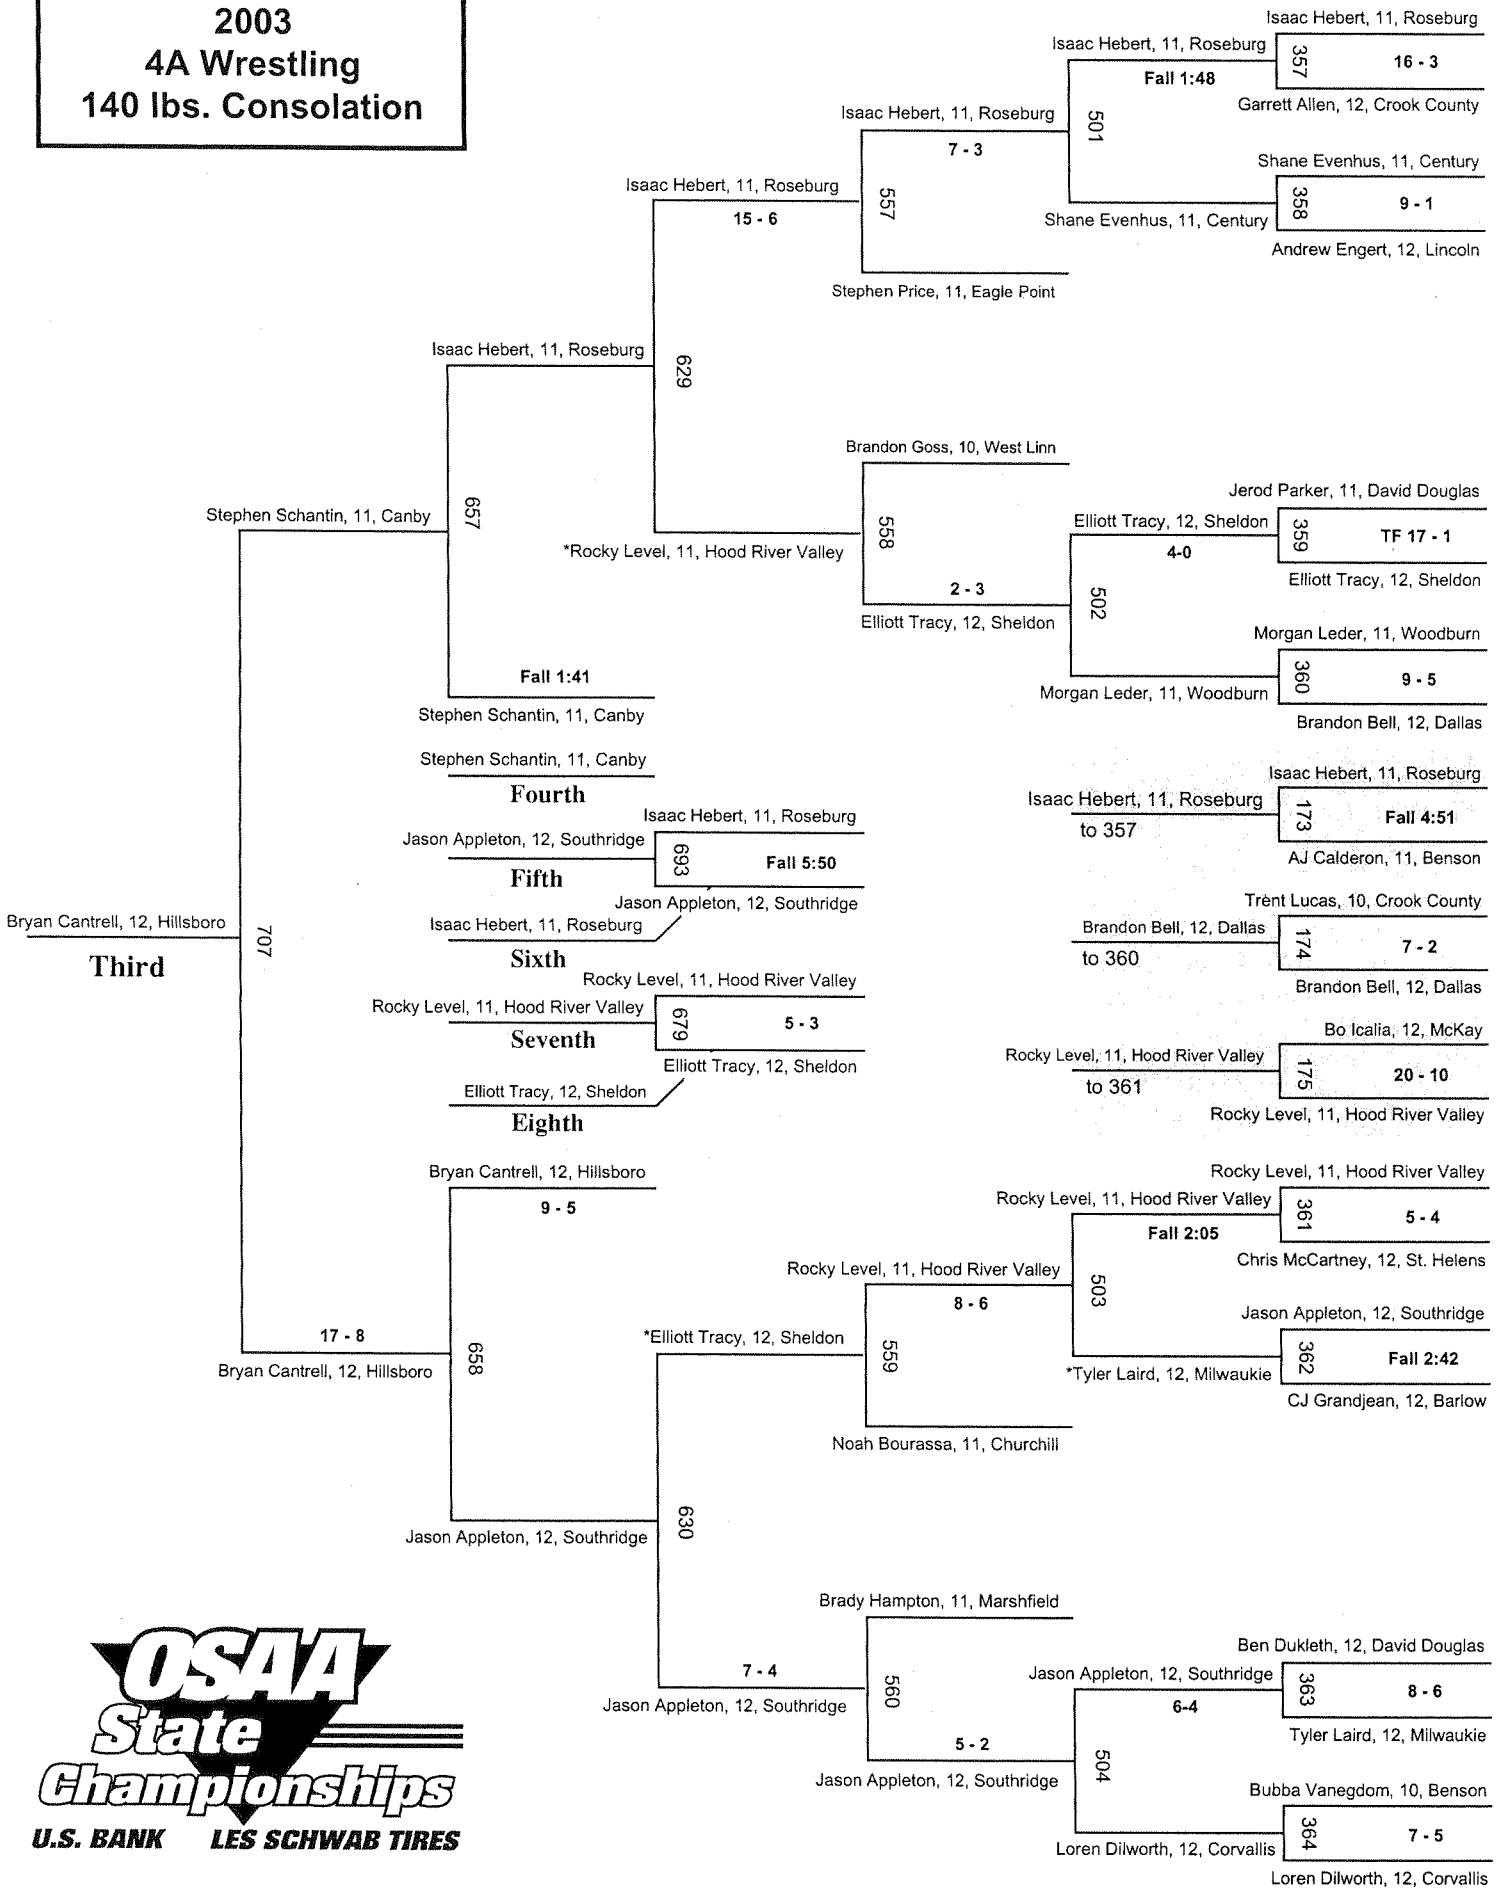 2003
4A Wrestling
140 lbs. Consolation
Isaac Hebert, 11, Roseburg
357
16 - 3
Garrett Allen, 12, Crook County
Isaac Hebert, 11, Roseburg
Fall 1:48
501
Shane Evenhus, 11, Century
358
9 - 1
Andrew Engert, 12, Lincoln
Shane Evenhus, 11, Century
Isaac Hebert, 11, Roseburg
7 - 3
557
Stephen Price, 11, Eagle Point
Isaac Hebert, 11, Roseburg
15 - 6
629
Isaac Hebert, 11, Roseburg
Brandon Goss, 10, West Linn
558
*Rocky Level, 11, Hood River Valley
2 - 3
Elliott Tracy, 12, Sheldon
Jerod Parker, 11, David Douglas
359
TF 17 - 1
Elliott Tracy, 12, Sheldon
Elliott Tracy, 12, Sheldon
4-0
502
Morgan Leder, 11, Woodburn
360
9 - 5
Brandon Bell, 12, Dallas
Morgan Leder, 11, Woodburn
657
Stephen Schantin, 11, Canby
Fall 1:41
Stephen Schantin, 11, Canby
Stephen Schantin, 11, Canby
Fourth
Isaac Hebert, 11, Roseburg
693
Fall 5:50
Jason Appleton, 12, Southridge
Jason Appleton, 12, Southridge
Fifth
Isaac Hebert, 11, Roseburg
Sixth
Rocky Level, 11, Hood River Valley
679
5 - 3
Elliott Tracy, 12, Sheldon
Rocky Level, 11, Hood River Valley
Seventh
Elliott Tracy, 12, Sheldon
Eighth
Isaac Hebert, 11, Roseburg
173
Fall 4:51
AJ Calderon, 11, Benson
Isaac Hebert, 11, Roseburg
to 357
Trent Lucas, 10, Crook County
174
7 - 2
Brandon Bell, 12, Dallas
Brandon Bell, 12, Dallas
to 360
Bo Icalia, 12, McKay
175
20 - 10
Rocky Level, 11, Hood River Valley
Rocky Level, 11, Hood River Valley
to 361
Bryan Cantrell, 12, Hillsboro
Third
707
Bryan Cantrell, 12, Hillsboro
9 - 5
658
17 - 8
Bryan Cantrell, 12, Hillsboro
Rocky Level, 11, Hood River Valley
361
5 - 4
Chris McCartney, 12, St. Helens
Rocky Level, 11, Hood River Valley
Fall 2:05
503
Jason Appleton, 12, Southridge
362
Fall 2:42
CJ Grandjean, 12, Barlow
*Tyler Laird, 12, Milwaukie
Rocky Level, 11, Hood River Valley
8 - 6
559
Noah Bourassa, 11, Churchill
*Elliott Tracy, 12, Sheldon
630
Jason Appleton, 12, Southridge
Brady Hampton, 11, Marshfield
560
7 - 4
Jason Appleton, 12, Southridge
5 - 2
Jason Appleton, 12, Southridge
Ben Dukleth, 12, David Douglas
363
8 - 6
Tyler Laird, 12, Milwaukie
Jason Appleton, 12, Southridge
6-4
504
Bubba Vanegdom, 10, Benson
364
7 - 5
Loren Dilworth, 12, Corvallis
Loren Dilworth, 12, Corvallis
OSAA
State
Championships
U.S. BANK LES SCHWAB TIRES